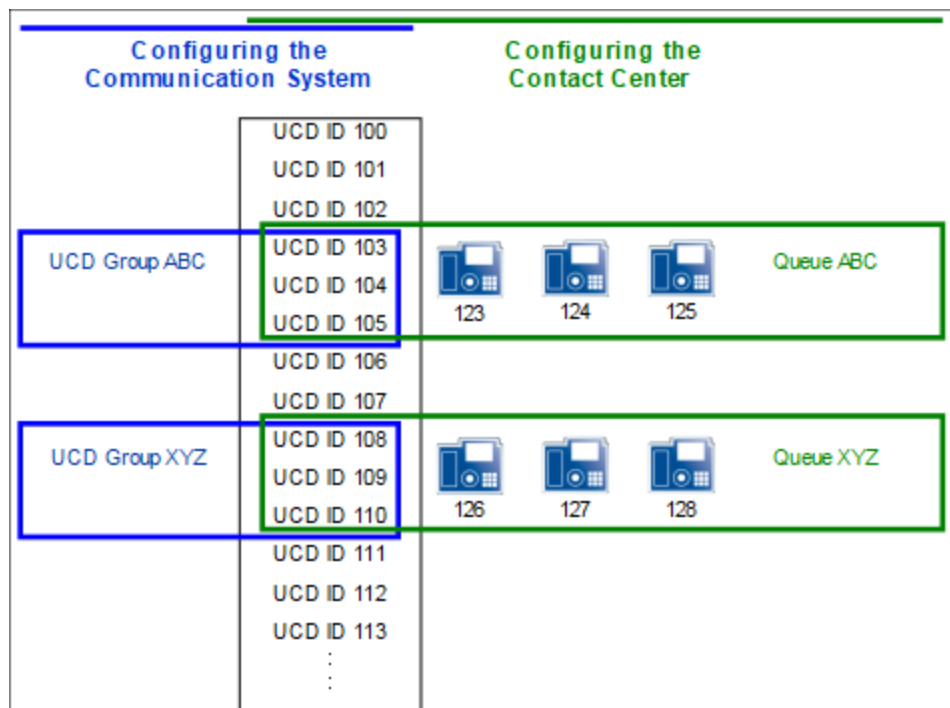 Configuring the
Communication System
Configuring the
Contact Center
UCD ID 100
UCD ID 101
UCD ID 102
UCD Group ABC
UCD ID 103
UCD ID 104
UCD ID 105
123
124
125
Queue ABC
UCD ID 106
UCD ID 107
UCD Group XYZ
UCD ID 108
UCD ID 109
UCD ID 110
126
127
128
Queue XYZ
UCD ID 111
UCD ID 112
UCD ID 113